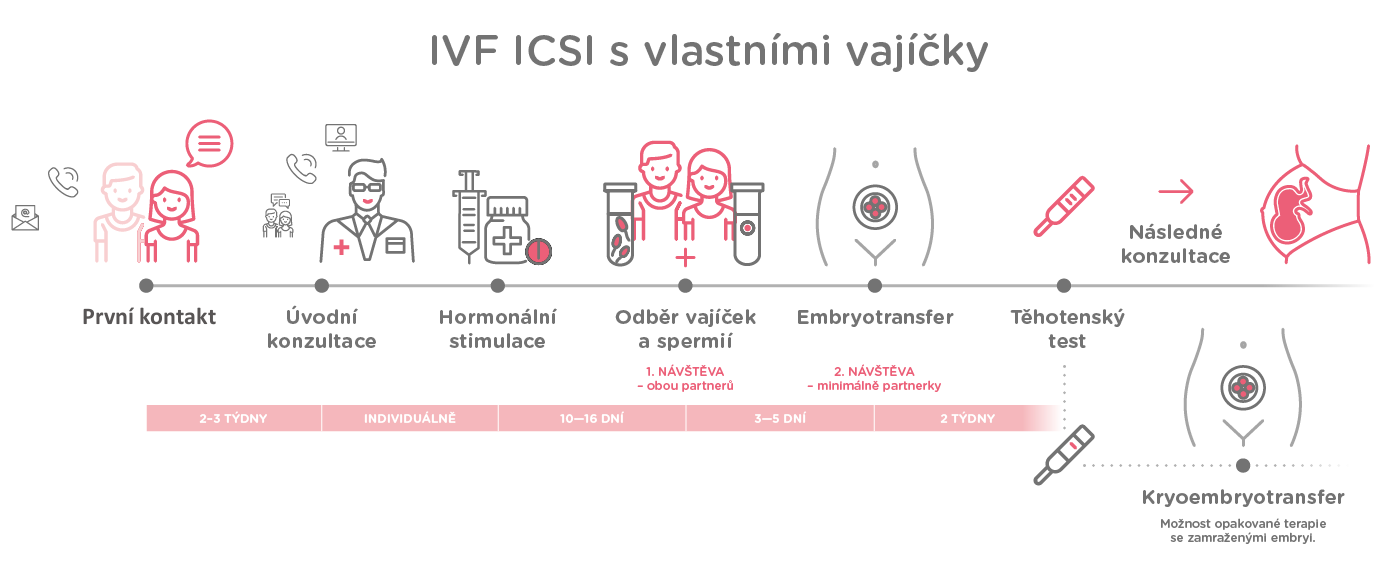 IVF ICSI s vlastními vajíčky
@
Následné
konzultace
První kontakt
Úvodní
konzultace
Hormonální
stimulace
Odběr vajíček
a spermií
Embryotransfer
Těhotenský
test
1. NÁVŠTĚVA
– obou partnerů
2. NÁVŠTĚVA
– minimálně partnerky
2–3 TÝDNY
INDIVIDUÁLNĚ
10—16 DNÍ
3—5 DNÍ
2 TÝDNY
Kryoembryotransfer
Možnost opakované terapie
se zamraženými embryi.